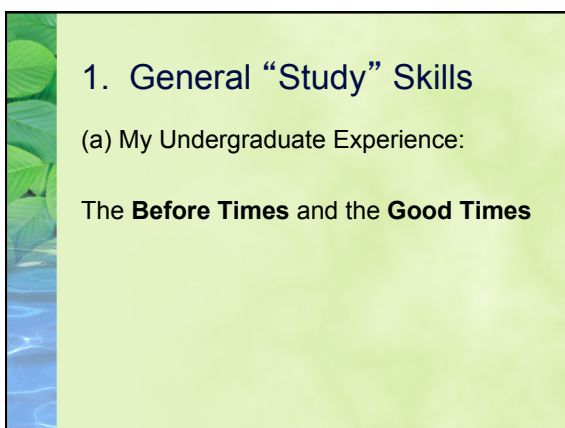 1. General “Study” Skills
(a) My Undergraduate Experience:
The Before Times and the Good Times